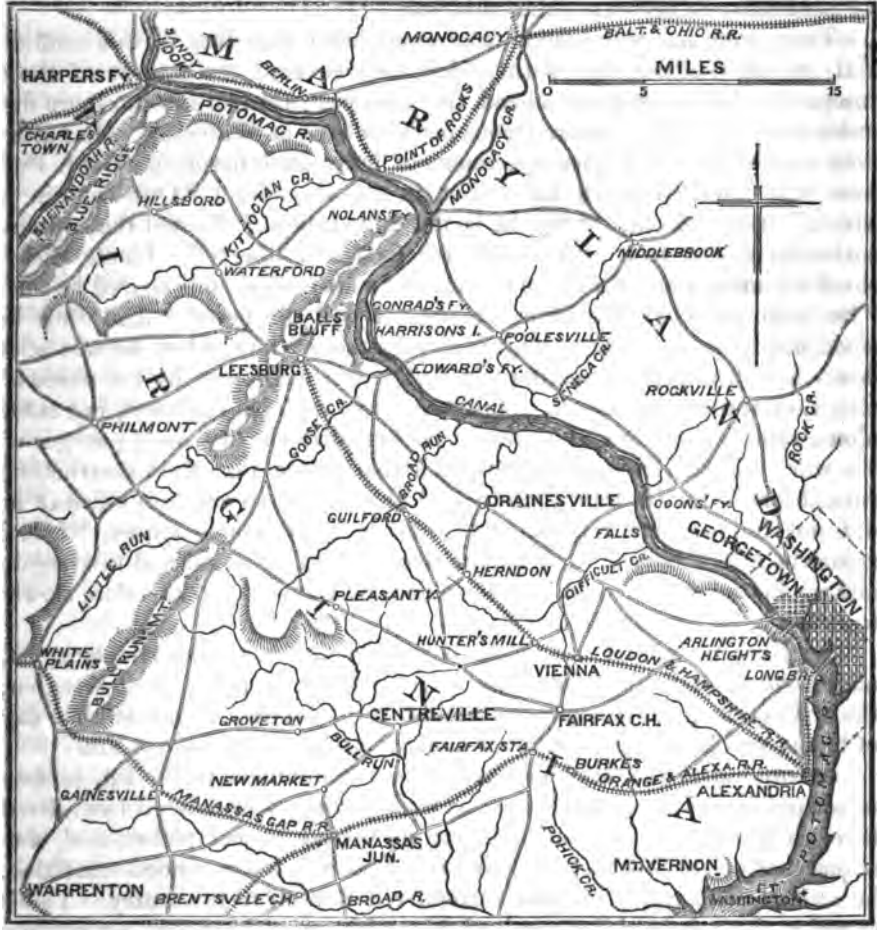 MARYLAND
VIRGINIA
SANDY HOOK
HARPERS FY.
BERLIN
MONOCACY
BALT. & OHIO R.R.
MILES
0 5 10 15
POTOMAC R.
POINT OF ROCKS
MONOCACY CR.
CHARLES TOWN
SHENANDOAH R.
BLUE RIDGE
HILLSBORO
KITTOCTAN CR.
NOLANS FY
WATERFORD
MIDDLEBROOK
CONRAD'S FY.
BALLS BLUFF
HARRISONS I.
POOLESVILLE
LEESBURG
EDWARD'S FY.
SENECA CR.
ROCKVILLE
ROCK CR.
PHILMONT
GOOSE CR.
CANAL
BROAD RUN
DRAINESVILLE
COONS' FY.
GUILFORD
FALLS
GEORGETOWN
WASHINGTON
LITTLE RUN
HERNDON
DIFFICULT CR.
PLEASANT V.
HUNTER'S MILL
ARLINGTON HEIGHTS
WHITE PLAINS
BULL RUN MT.
VIENNA
LOUDON & HAMPSHIRE R.R.
LONG BR.
GROVETON
CENTREVILLE
FAIRFAX C.H.
BULL RUN
FAIRFAX STA.
NEW MARKET
BURKES
ORANGE & ALEXA. R.R.
GAINESVILLE
MANASSAS GAP R.R.
ALEXANDRIA
POTOMAC R.
MANASSAS JUN.
POHICK CR.
MT. VERNON
WARRENTON
BRENTSVLE C.H.
BROAD R.
FT. WASHINGTON